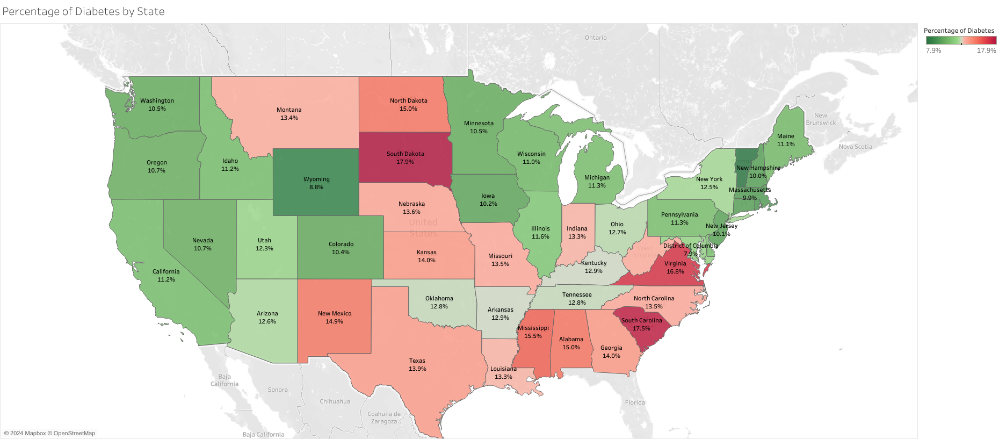 Percentage of Diabetes by State
Percentage of Diabetes
7.9%
17.9%
Ontario
New
Brunswick
Nova Scotia
Washington
10.5%
Montana
13.4%
North Dakota
15.0%
Minnesota
10.5%
Maine
11.1%
Oregon
10.7%
Idaho
11.2%
South Dakota
17.9%
Wisconsin
11.0%
Michigan
11.3%
New Hampshire
10.0%
Wyoming
8.8%
New York
12.5%
Massachusetts
9.9%
Nebraska
13.6%
United
States
Iowa
10.2%
Pennsylvania
11.3%
New Jersey
10.1%
Nevada
10.7%
Utah
12.3%
Colorado
10.4%
Kansas
14.0%
Missouri
13.5%
Illinois
11.6%
Indiana
13.3%
Ohio
12.7%
West
Virginia
District of Columbia
7.9%
Virginia
16.8%
Kentucky
12.9%
California
11.2%
Arizona
12.6%
New Mexico
14.9%
Oklahoma
12.8%
Arkansas
12.9%
Tennessee
12.8%
North Carolina
13.5%
South Carolina
17.5%
Mississippi
15.5%
Alabama
15.0%
Georgia
14.0%
Texas
13.9%
Louisiana
13.3%
Baja
California
Sonora
Chihuahua
Coahuila de
Zaragoza
Florida
Baja California
© 2024 Mapbox © OpenStreetMap